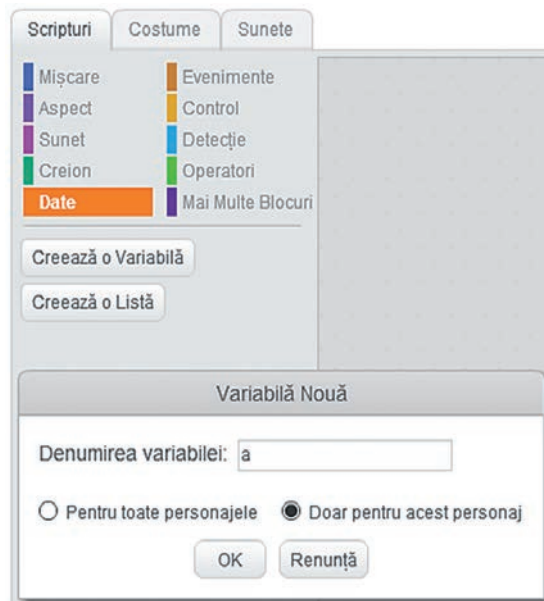 Scripturi Costume Sunete
Mișcare Evenimente
Aspect Control
Sunet Detecție
Creion Operatori
Date Mai Multe Blocuri
Creează o Variabilă
Creează o Listă
Variabilă Nouă
Denumirea variabilei: a
Pentru toate personajele Doar pentru acest personaj
OK Renunță